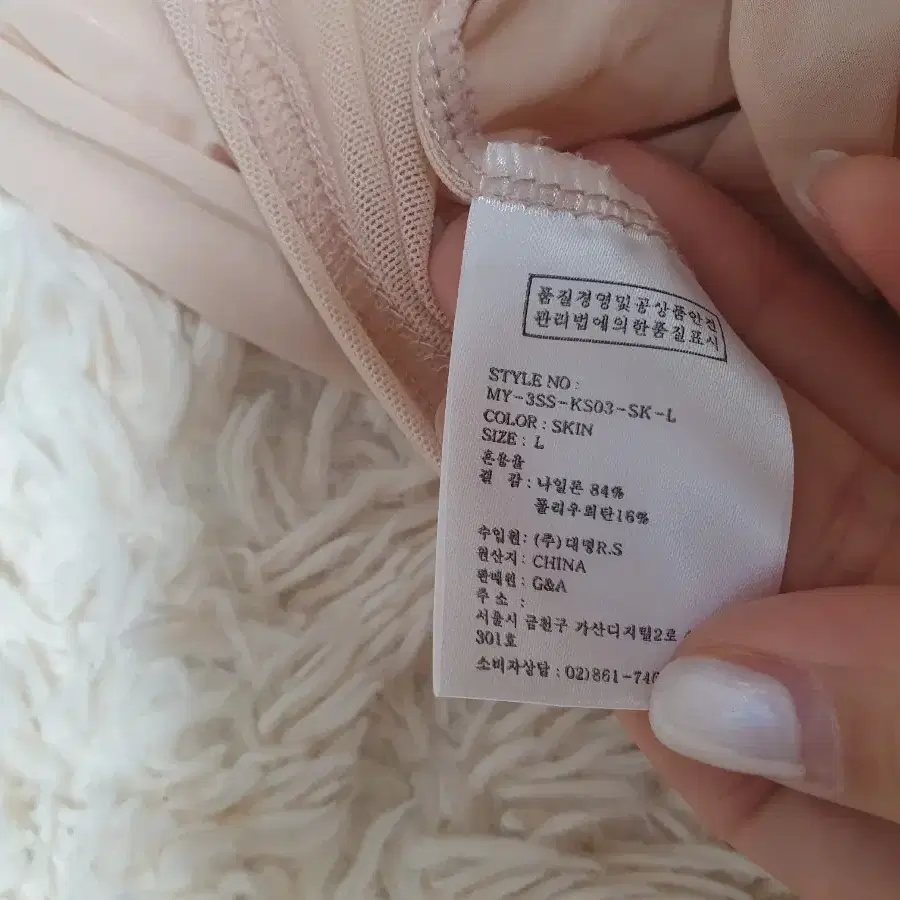 품질경영및공상품안전
관리법에의한품질표시
STYLE NO :
MY-3SS-KS03-SK-L
COLOR : SKIN
SIZE : L
혼용율
겉 감 : 나일론 84%
폴리우레탄16%
수입원: (주)대명R.S
원산지: CHINA
판매원: G&A
주 소 :
서울시 금천구 가산디지털2로
301호
소비자상담 : 02)861-746